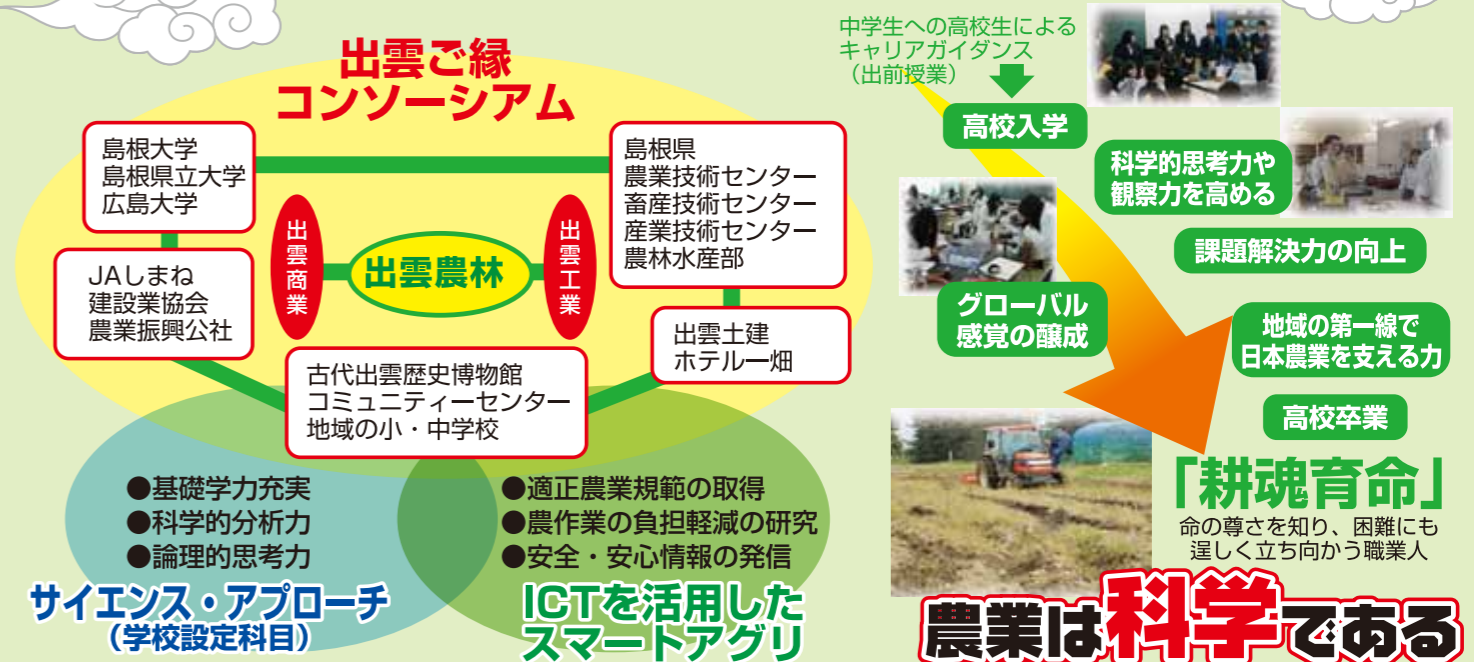 出雲ご縁
コンソーシアム
島根大学
島根県立大学
広島大学
島根県
農業技術センター
畜産技術センター
産業技術センター
農林水産部
出雲商業
出雲農林
出雲工業
JAしまね
建設業協会
農業振興公社
出雲土建
ホテル一畑
古代出雲歴史博物館
コミュニティーセンター
地域の小・中学校
●基礎学力充実
●科学的分析力
●論理的思考力
サイエンス・アプローチ
（学校設定科目）
●適正農業規範の取得
●農作業の負担軽減の研究
●安全・安心情報の発信
ICTを活用した
スマートアグリ
中学生への高校生による
キャリアガイダンス
（出前授業）
高校入学
科学的思考力や
観察力を高める
課題解決力の向上
グローバル
感覚の醸成
地域の第一線で
日本農業を支える力
高校卒業
「耕魂育命」
命の尊さを知り、困難にも
逞しく立ち向かう職業人
農業は科学である